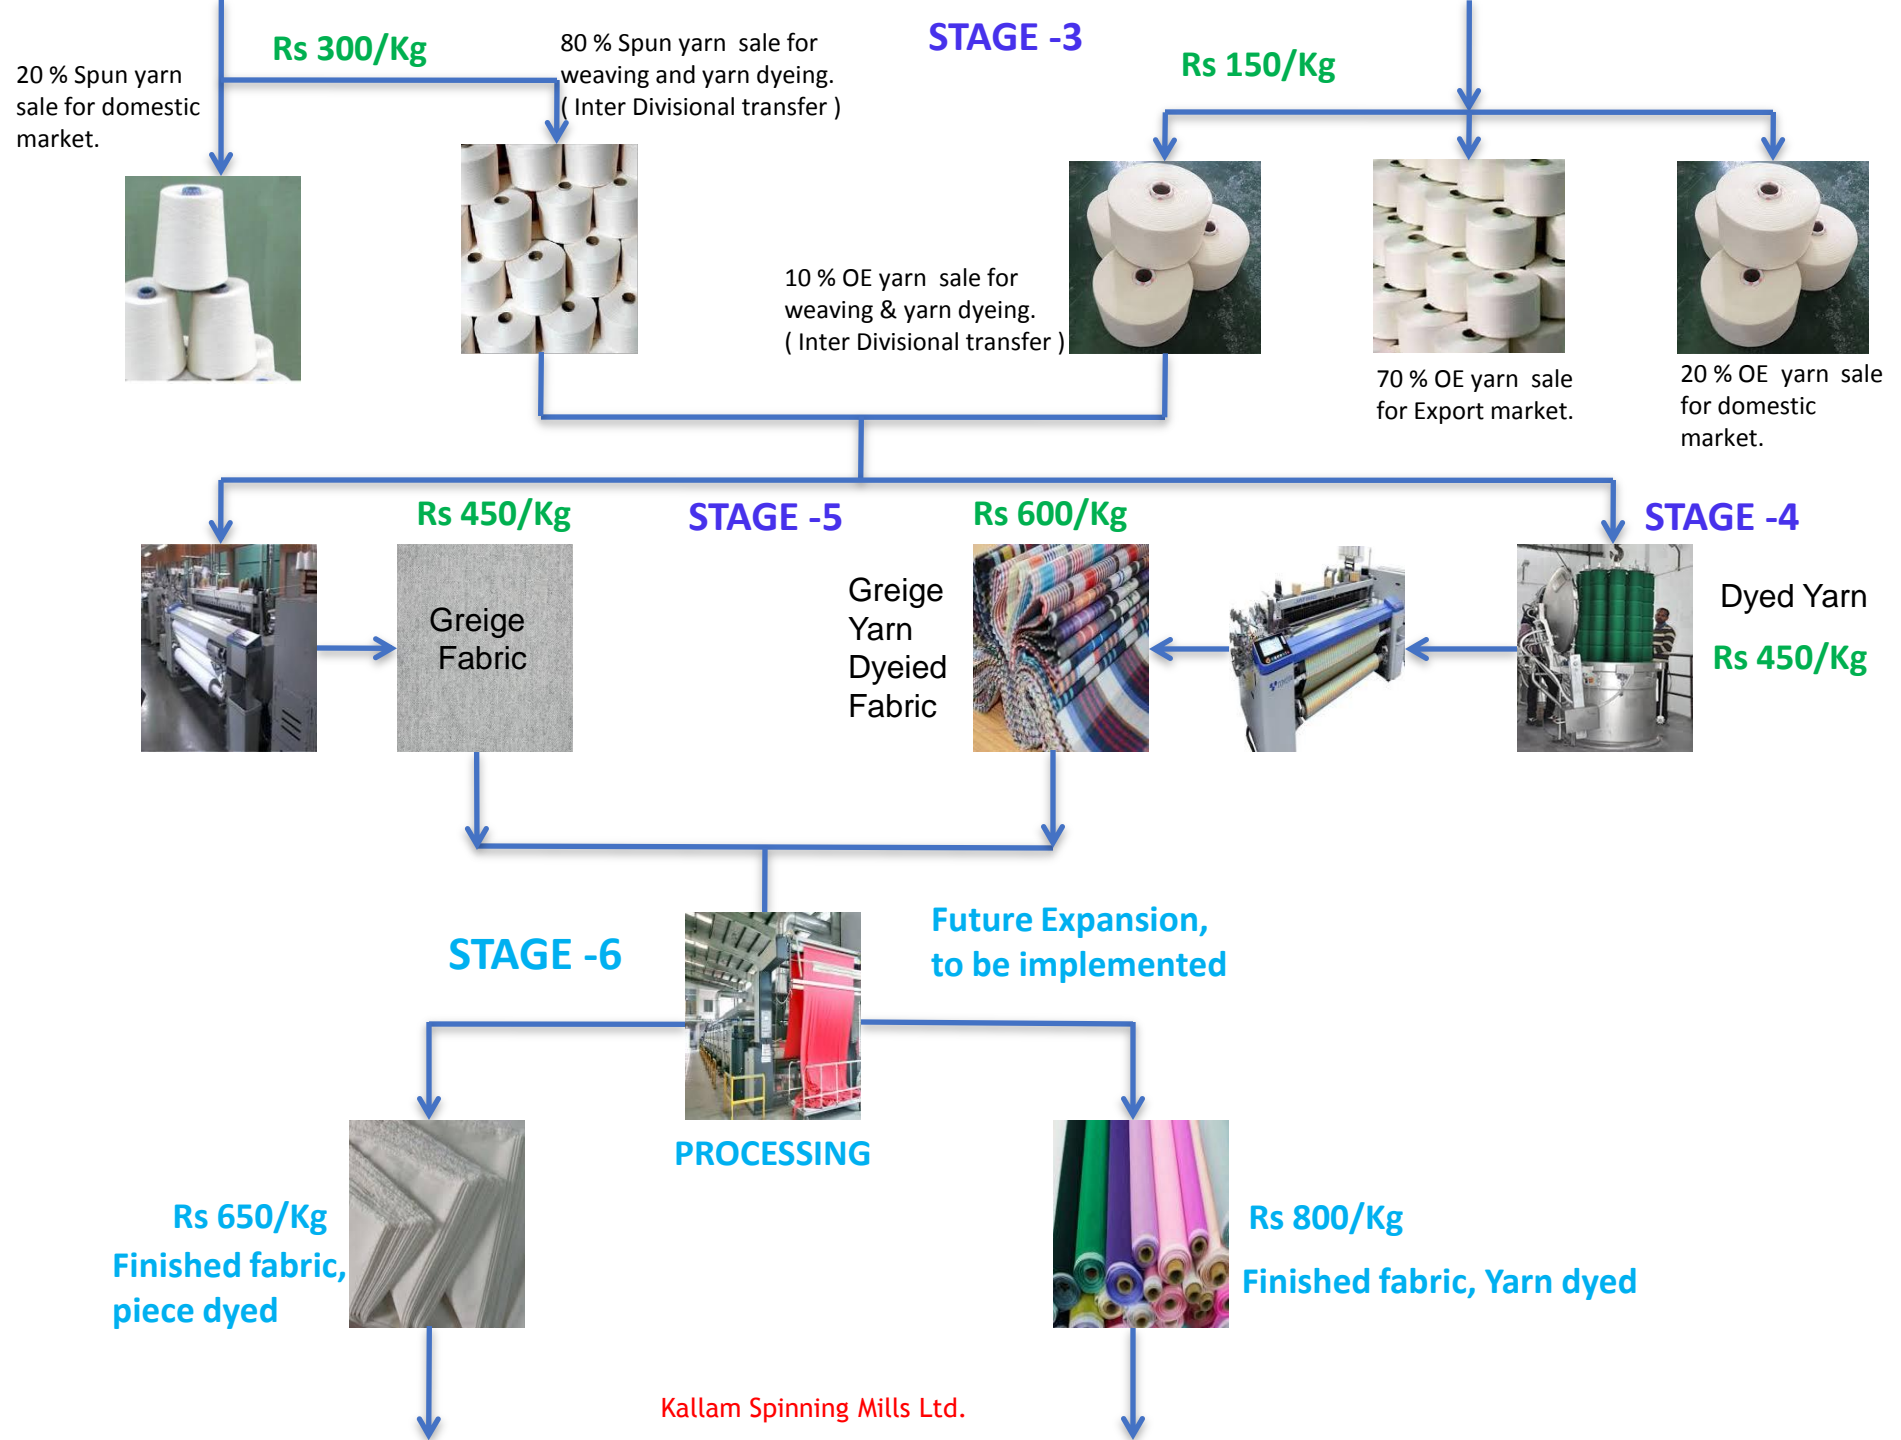 20 % Spun yarn
sale for domestic
market.
Rs 300/Kg
80 % Spun yarn  sale for
weaving and yarn dyeing.
( Inter Divisional transfer )
STAGE -3
Rs 150/Kg
10 % OE yarn  sale for
weaving & yarn dyeing.
( Inter Divisional transfer )
70 % OE yarn  sale
for Export market.
20 % OE  yarn  sale
for domestic
market.
Rs 450/Kg
STAGE -5
Rs 600/Kg
STAGE -4
Greige
Fabric
Greige
Yarn
Dyeied
Fabric
Dyed Yarn
Rs 450/Kg
STAGE -6
Future Expansion,
to be implemented
PROCESSING
Rs 650/Kg
Finished fabric,
piece dyed
Rs 800/Kg
Finished fabric, Yarn dyed
Kallam Spinning Mills Ltd.